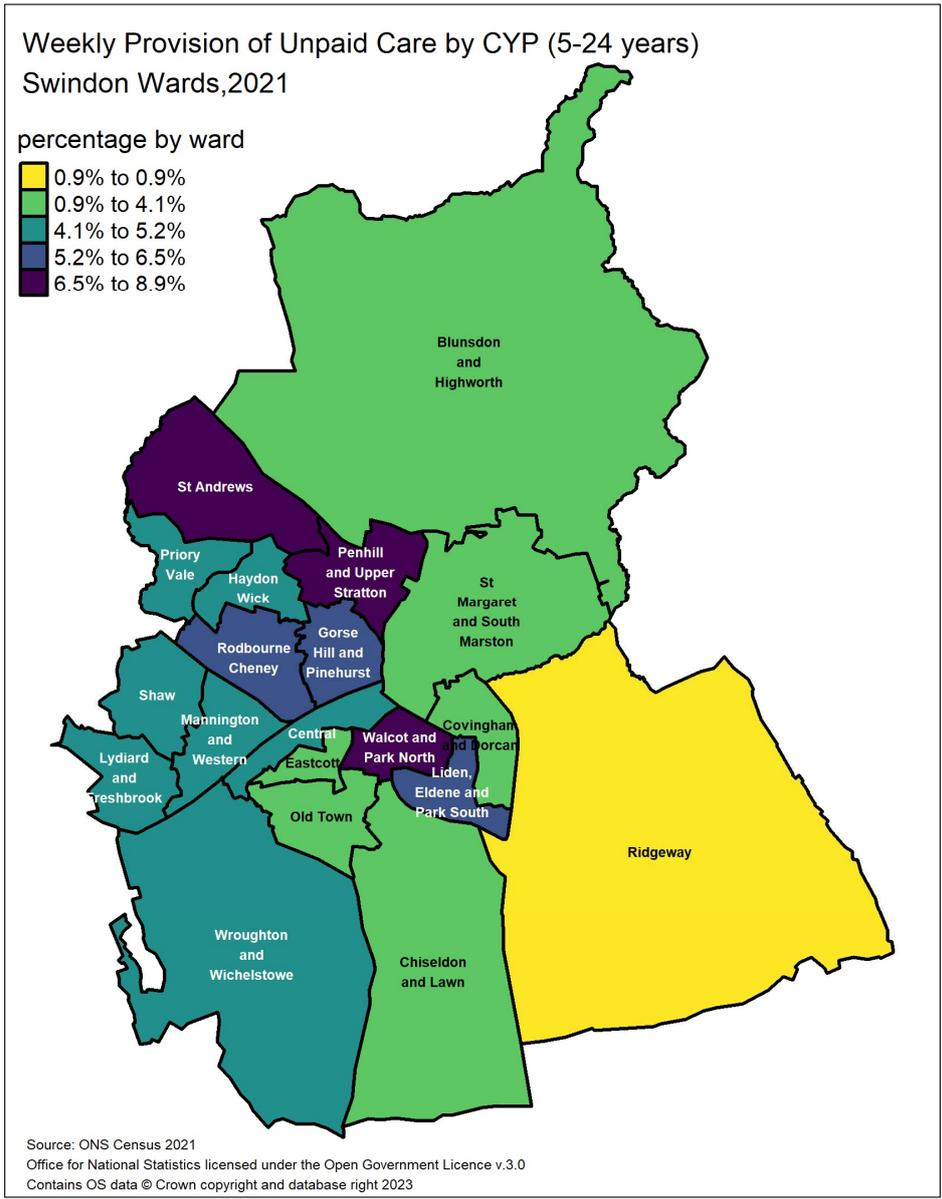 Weekly Provision of Unpaid Care by CYP (5-24 years)
Swindon Wards,2021
percentage by ward
0.9% to 0.9%
0.9% to 4.1%
4.1% to 5.2%
5.2% to 6.5%
6.5% to 8.9%
Blunsdon
and
Highworth
St Andrews
Priory
Vale
Haydon
Wick
Penhill
and Upper
Stratton
St
Margaret
and South
Marston
Rodbourne
Cheney
Gorse
Hill and
Pinehurst
Shaw
Mannington
and
Western
Lydiard
and
Freshbrook
Central
Eastcott
Walcot and
Park North
Covingham
and Dorcan
Liden,
Eldene and
Park South
Old Town
Ridgeway
Wroughton
and
Wichelstowe
Chiseldon
and Lawn
Source: ONS Census 2021
Office for National Statistics licensed under the Open Government Licence v.3.0
Contains OS data © Crown copyright and database right 2023